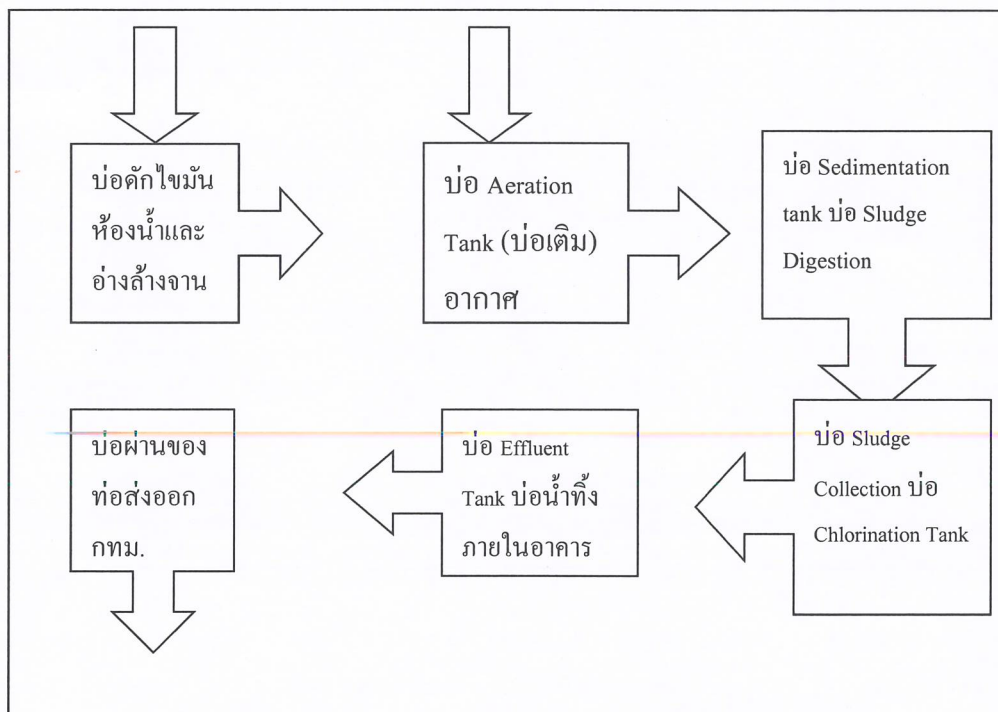 บ่อดักไขมัน
ห้องน้ำและ
อ่างล้างจาน
บ่อ Aeration
Tank (บ่อเติม)
อากาศ
บ่อ Sedimentation
tank บ่อ Sludge
Digestion
บ่อ Sludge
Collection บ่อ
Chlorination Tank
บ่อ Effluent
Tank บ่อน้ำทิ้ง
ภายในอาคาร
บ่อผ่านของ
ท่อส่งออก
กทม.